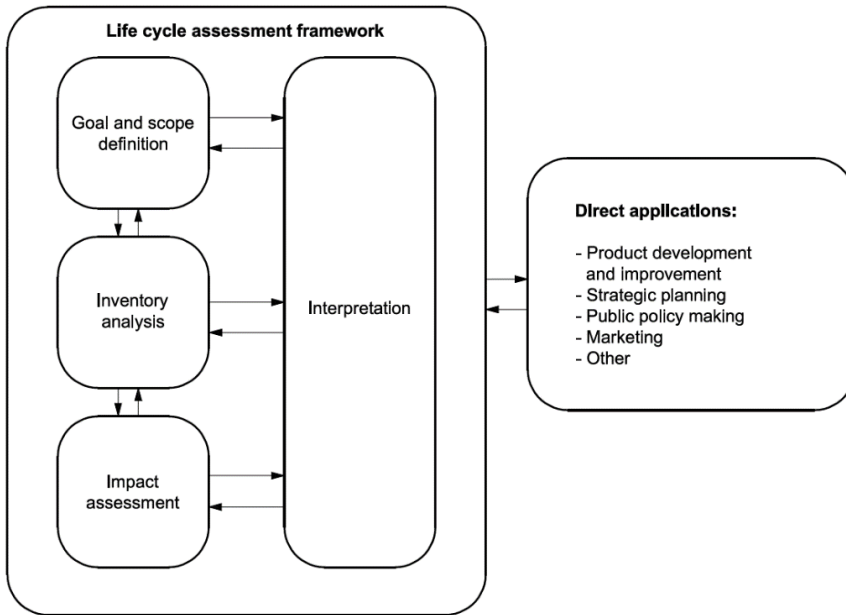 Life cycle assessment framework
Goal and scope
definition
Inventory
analysis
Impact
assessment
Interpretation
Direct applications:
- Product development
and improvement
- Strategic planning
- Public policy making
- Marketing
- Other